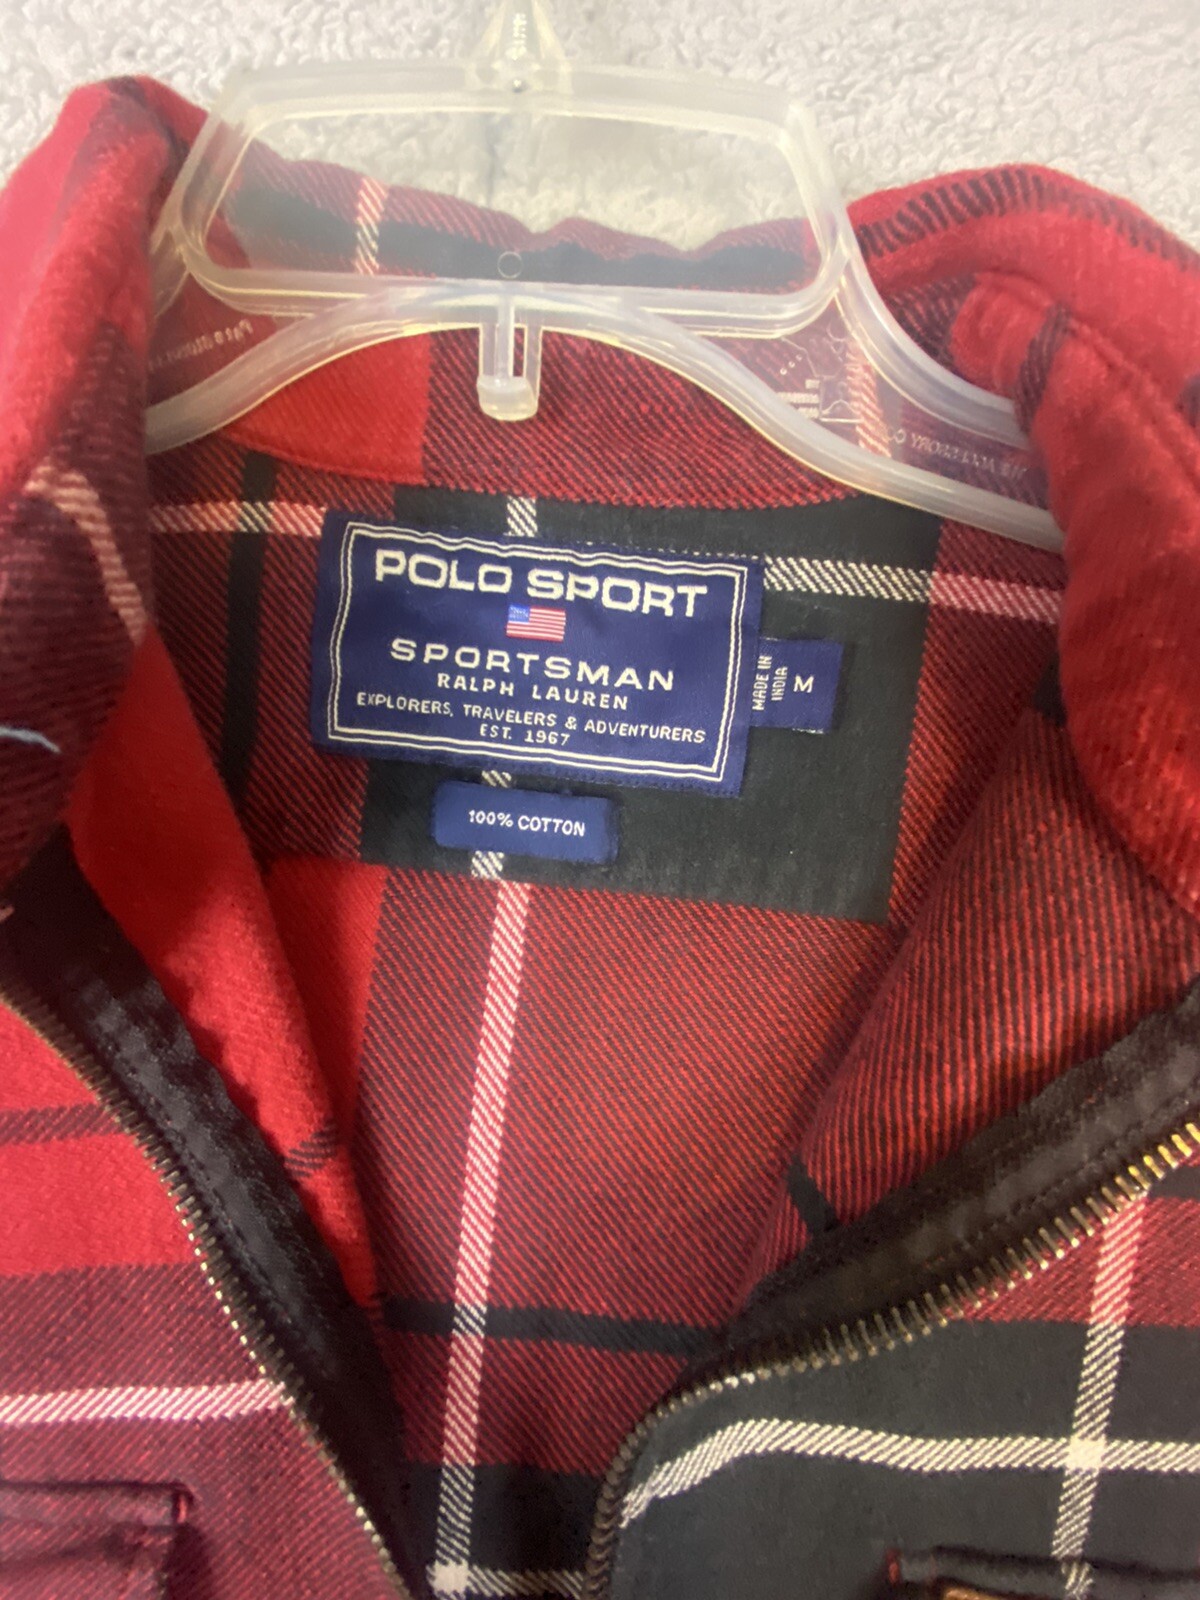 POLO SPORT
SPORTSMAN
RALPH LAUREN
EXPLORERS, TRAVELERS & ADVENTURERS
EST. 1967
MADE IN
INDIA
M
100% COTTON